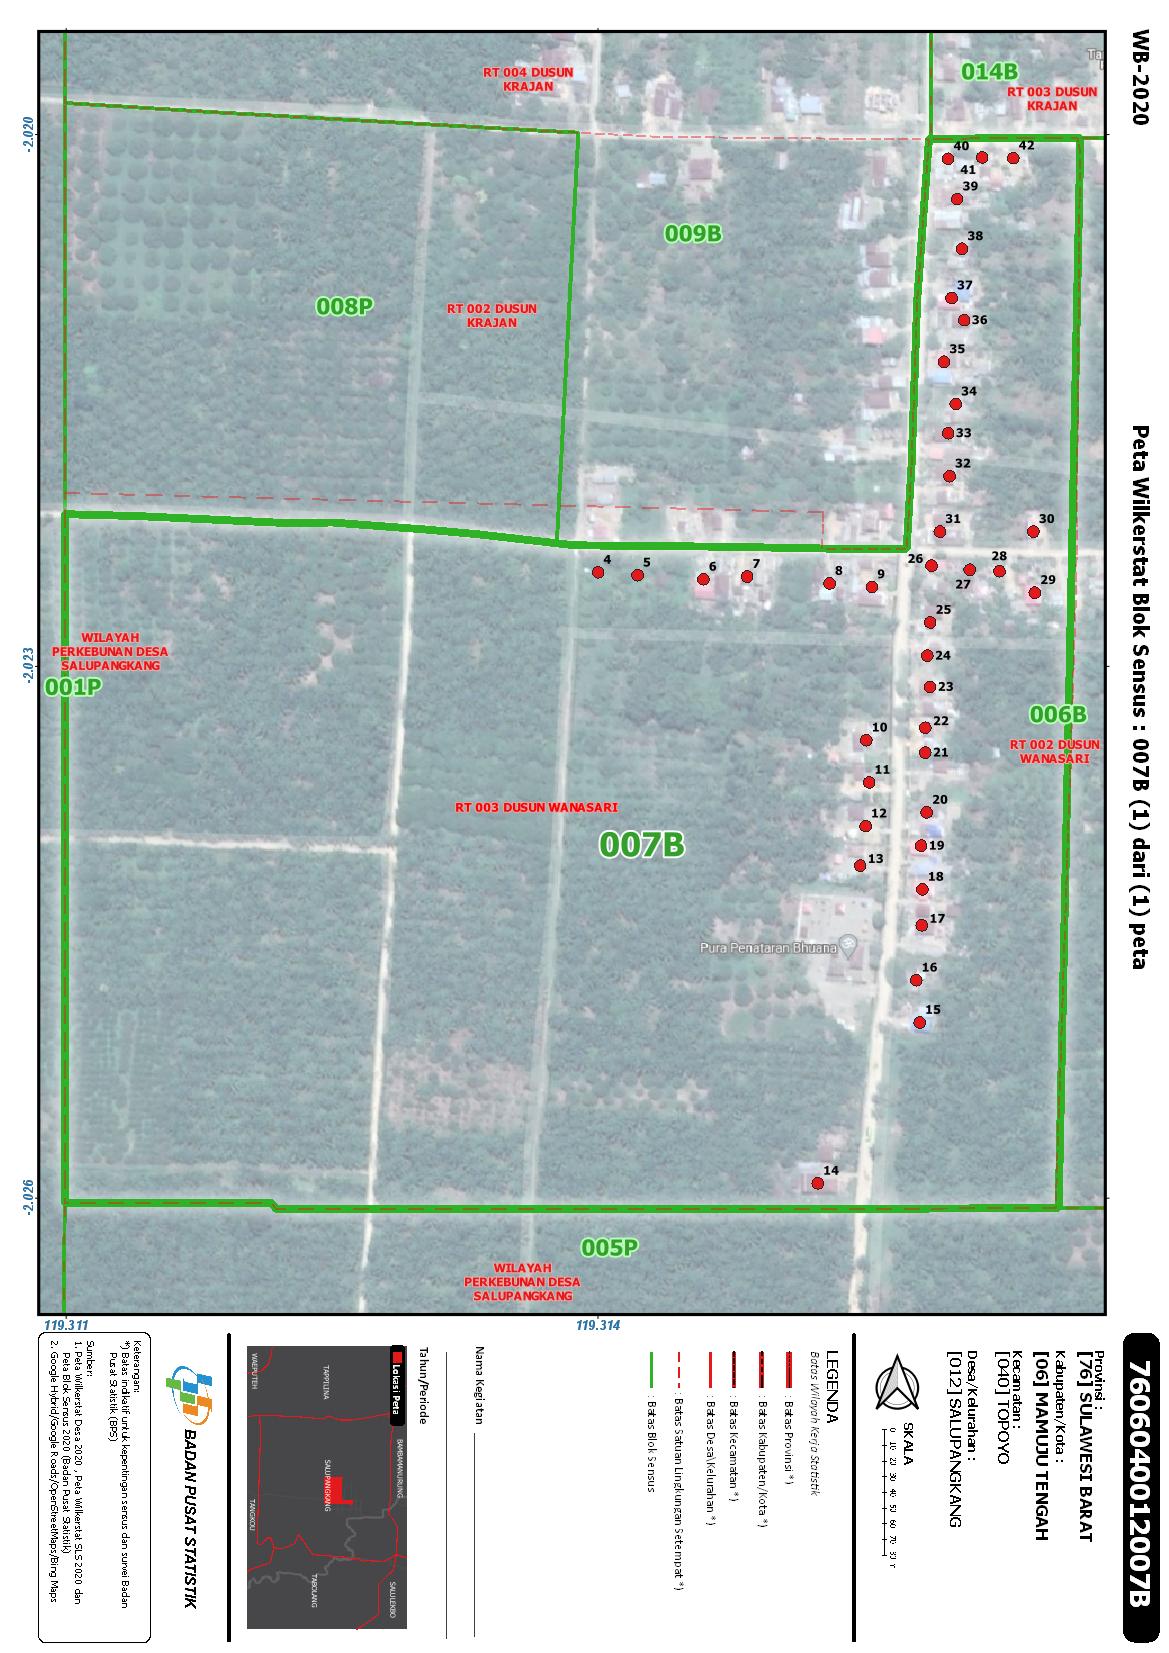 WB-2020
Peta Wilkerstat Blok Sensus : 007B (1) dari (1) peta
7606040012007B
RT 004 DUSUN
KRAJAN
014B
RT 003 DUSUN
KRAJAN
009B
008P
RT 002 DUSUN
KRAJAN
40
41
42
39
38
37
36
35
34
33
32
31
30
26
27
28
29
4
5
6
7
8
9
25
24
23
22
21
20
19
18
17
16
15
10
11
12
13
14
WILAYAH
PERKEBUNAN DESA
SALUPANGKANG
001P
006B
RT 002 DUSUN
WANASARI
RT 003 DUSUN WANASARI
007B
Pura Penataran Bhuana
005P
WILAYAH
PERKEBUNAN DESA
SALUPANGKANG
-2.020
-2.023
-2.026
119.311
119.314
Provinsi :
[76] SULAWESI BARAT
Kabupaten/Kota :
[06] MAMUJU TENGAH
Kecamatan :
[040] TOPOYO
Desa/Kelurahan :
[012] SALUPANGKANG
SKALA
0 10 20 30 40 50 60 70 80
LEGENDA
Batas Wilayah Kerja Statistik
: Batas Provinsi *)
: Batas Kabupaten/Kota *)
: Batas Kecamatan *)
: Batas Desa\Kelurahan *)
: Batas Satuan Lingkungan Setempat *)
: Batas Blok Sensus
Nama Kegiatan
Tahun/Periode
Lokasi Peta
BAMBAMANURUNG
SALULEKBO
TAPPILINA
SALUPANGKANG
TABOLANG
WAEPUTEH
TANGKOU
BADAN PUSAT STATISTIK
Keterangan:
*) Batas indikatif untuk kepentingan sensus dan survei Badan
Pusat Statistik (BPS)
Sumber:
1. Peta Wilkerstat Desa 2020 , Peta Wilkerstat SLS 2020 dan
Peta Blok Sensus 2020 (Badan Pusat Statistik)
2. Google Hybrid/Google Roads/OpenStreetMaps/Bing Maps